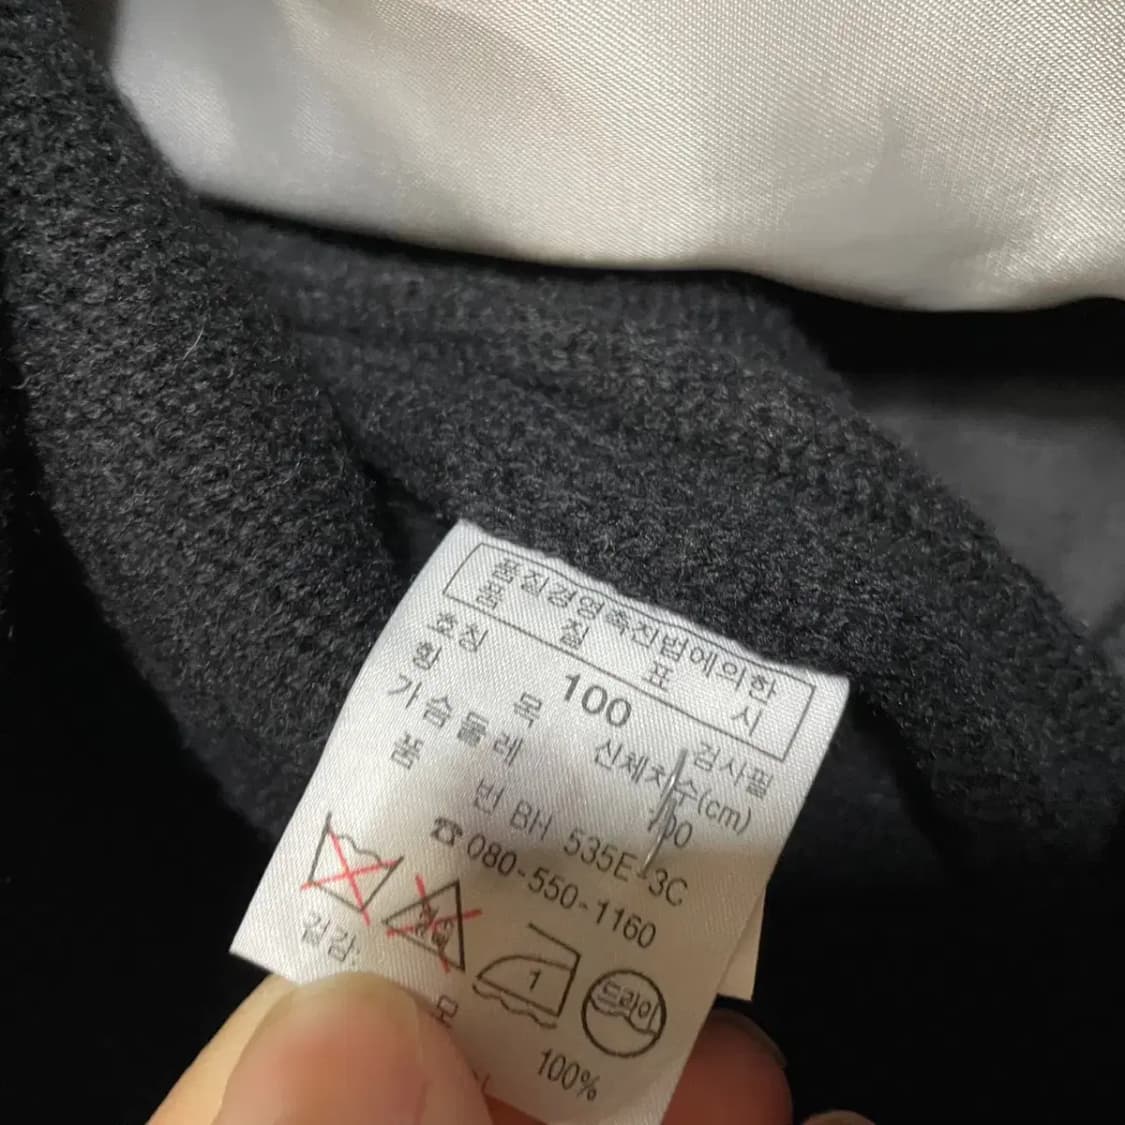 품질경영촉진법에의한
품 질 표 시
호칭 100 검사필
항 목 신체치수(cm)
가슴둘레 100
품 번 BH 535E-3C
☎ 080-550-1160
1 드라이
겉감: 모 100%